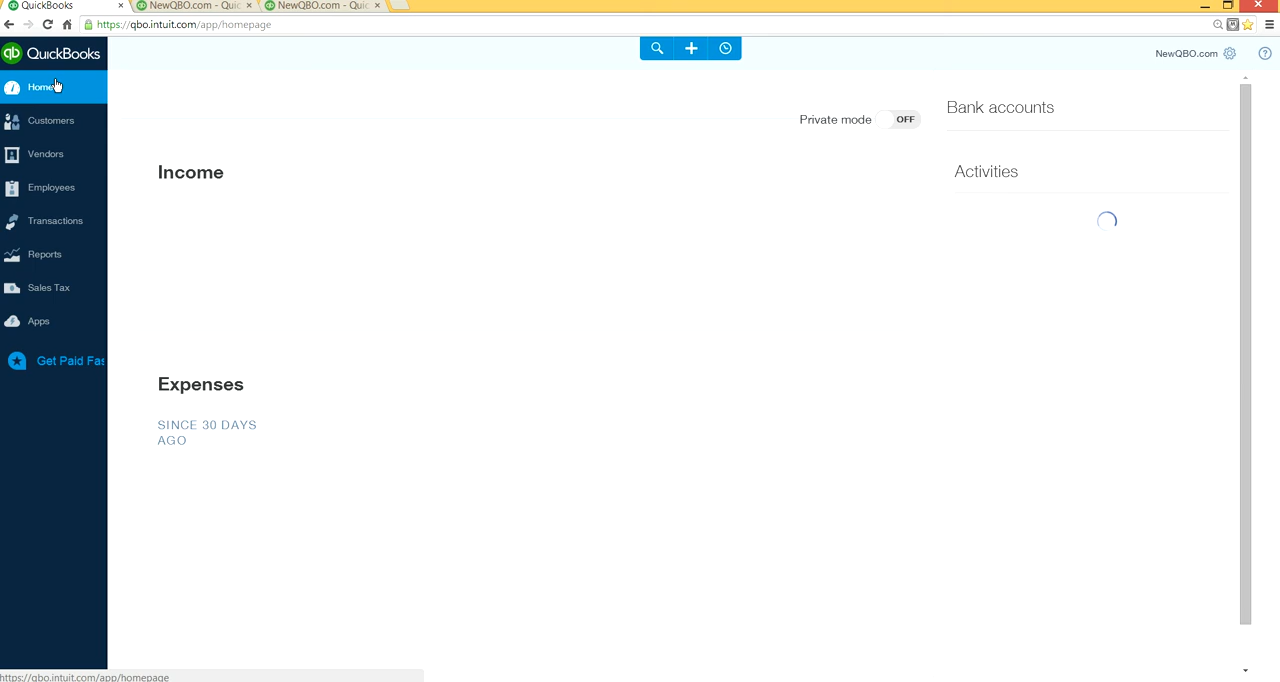 QuickBooks
NewQBO.com - Quic
NewQBO.com - Quic
https://qbo.intuit.com/app/homepage
qb QuickBooks
NewQBO.com
Home
Customers
Vendors
Employees
Transactions
Reports
Sales Tax
Apps
Get Paid Fas
Private mode OFF
Income
Expenses
SINCE 30 DAYS
AGO
Bank accounts
Activities
https://qbo.intuit.com/app/homepage